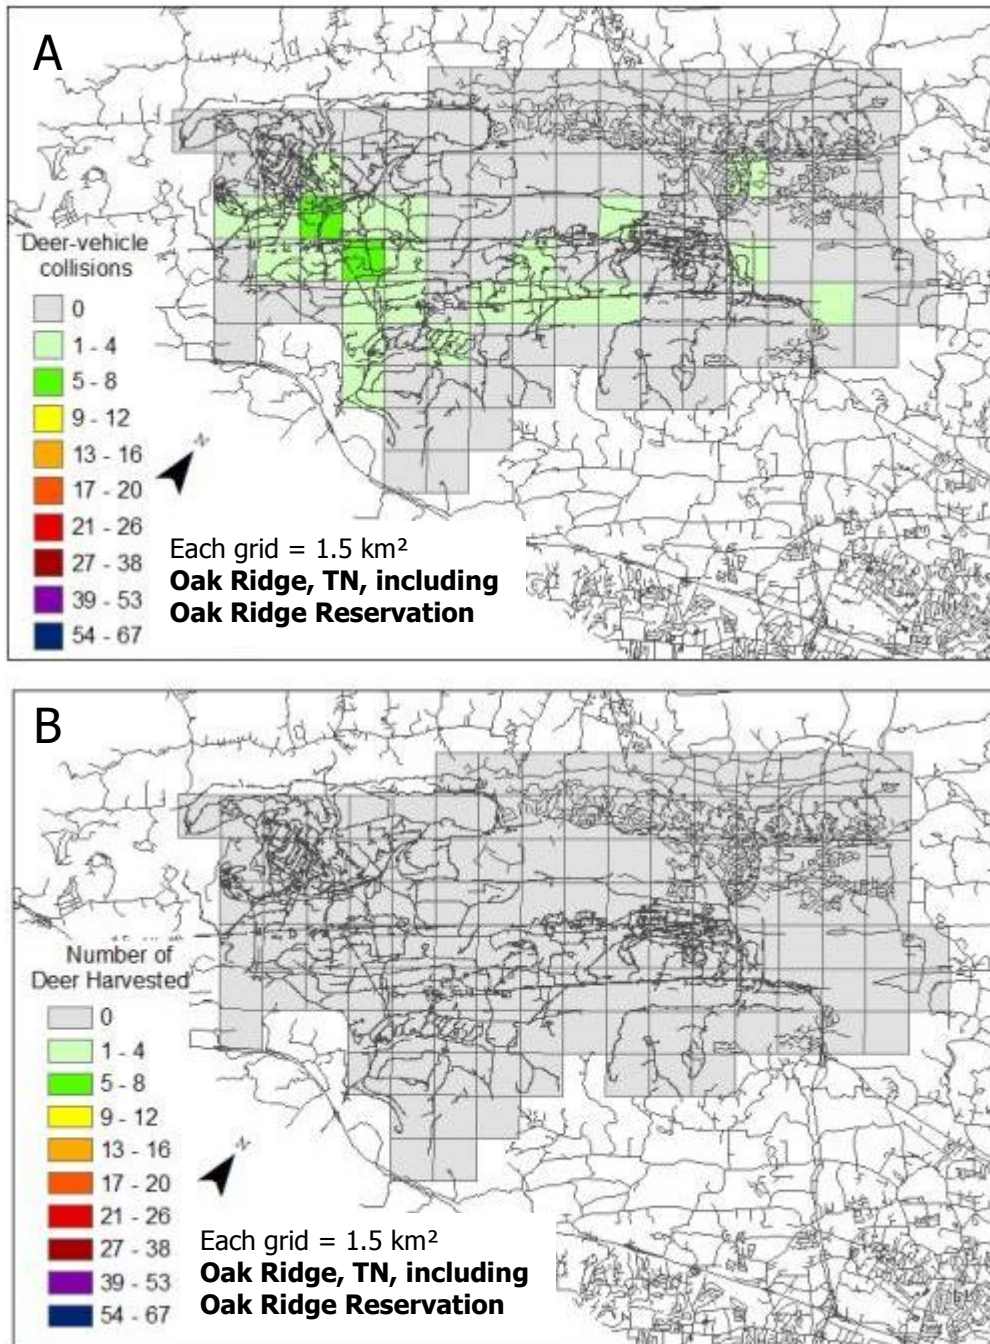 A
Deer-vehicle
collisions
0
1 - 4
5 - 8
9 - 12
13 - 16
17 - 20
21 - 26
27 - 38
39 - 53
54 - 67
N
Each grid = 1.5 km²
Oak Ridge, TN, including
Oak Ridge Reservation
B
Number of
Deer Harvested
0
1 - 4
5 - 8
9 - 12
13 - 16
17 - 20
21 - 26
27 - 38
39 - 53
54 - 67
N
Each grid = 1.5 km²
Oak Ridge, TN, including
Oak Ridge Reservation